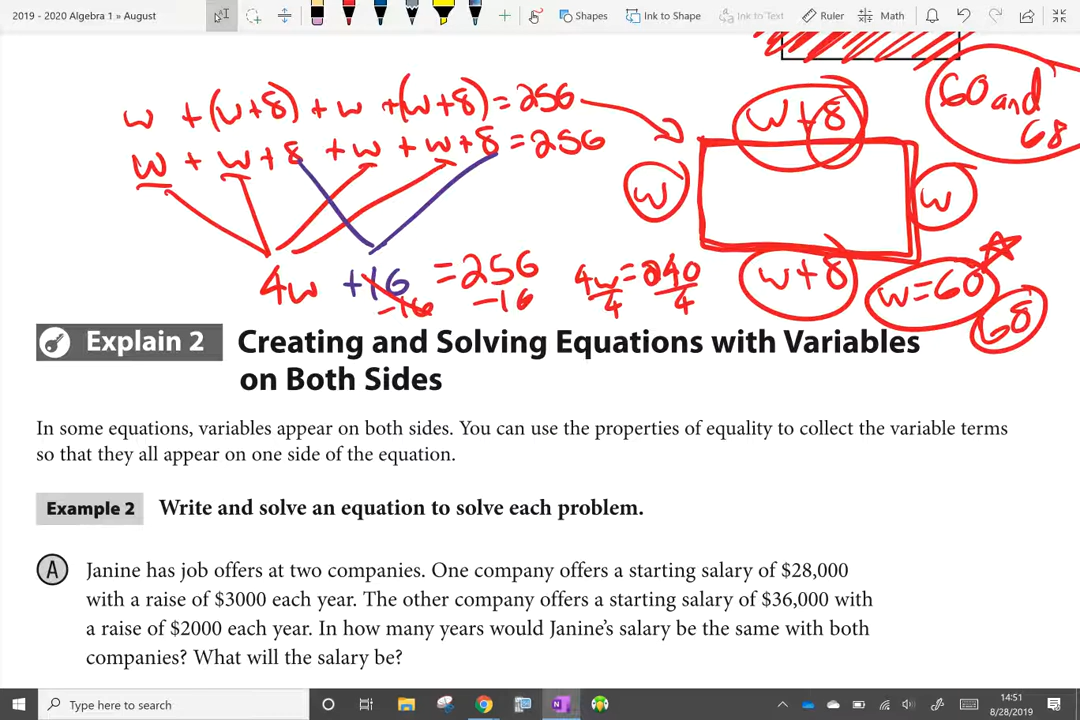 2019 - 2020 Algebra 1 » August
Shapes
Ink to Shape
Ink to Text
Ruler
Math
60 and
68
w + (w+8) + w + (w+8) = 256
w + w + 8 + w + w + 8 = 256
w+8
w
w
w+8
4w + 16 = 256
-16 -16
4w = 240
4 4
w=60
68
Explain 2 Creating and Solving Equations with Variables
on Both Sides
In some equations, variables appear on both sides. You can use the properties of equality to collect the variable terms
so that they all appear on one side of the equation.
Example 2 Write and solve an equation to solve each problem.
A Janine has job offers at two companies. One company offers a starting salary of $28,000
with a raise of $3000 each year. The other company offers a starting salary of $36,000 with
a raise of $2000 each year. In how many years would Janine's salary be the same with both
companies? What will the salary be?
Type here to search
14:51
8/28/2019